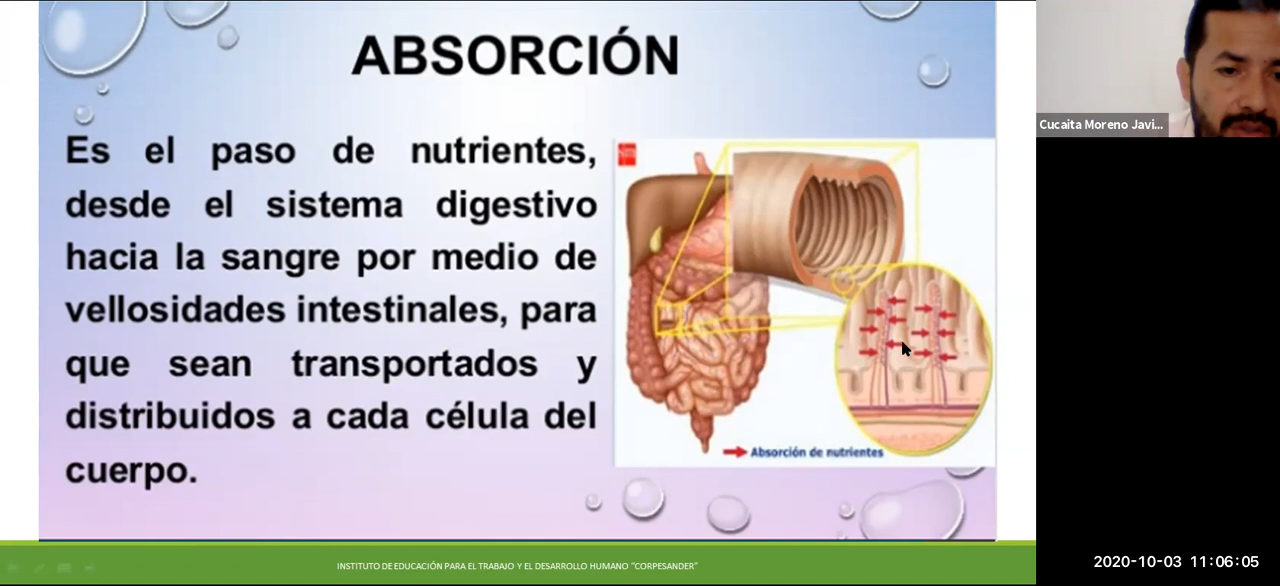 ABSORCIÓN
Es el paso de nutrientes,
desde el sistema digestivo
hacia la sangre por medio de
vellosidades intestinales, para
que sean transportados y
distribuidos a cada célula del
cuerpo.
Absorción de nutrientes
INSTITUTO DE EDUCACIÓN PARA EL TRABAJO Y EL DESARROLLO HUMANO “CORPESANDER”
Cucaita Moreno Javi...
2020-10-03 11:06:05